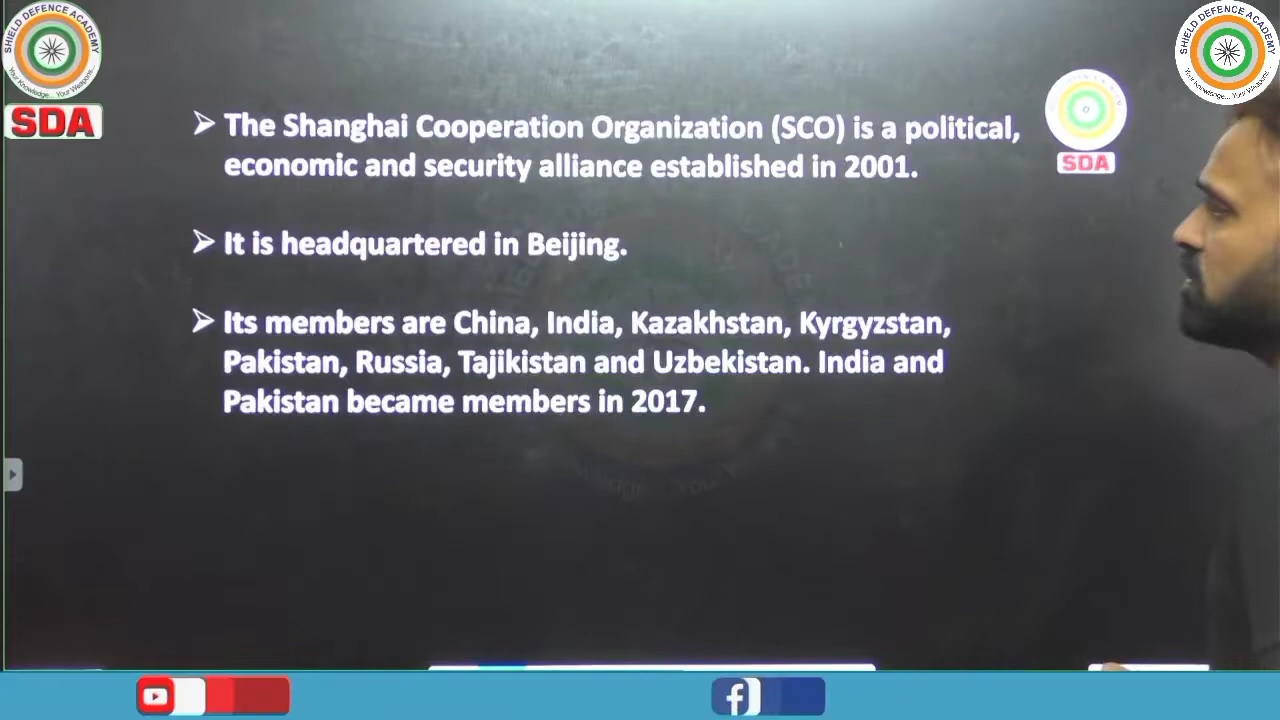 SHIELD DEFENCE ACADEMY
Your Knowledge... Your Weapons...
SDA
SHIELD DEFENCE ACADEMY
Your Knowledge... Your Weapons...
SDA
➢ The Shanghai Cooperation Organization (SCO) is a political,
economic and security alliance established in 2001.
➢ It is headquartered in Beijing.
➢ Its members are China, India, Kazakhstan, Kyrgyzstan,
Pakistan, Russia, Tajikistan and Uzbekistan. India and
Pakistan became members in 2017.